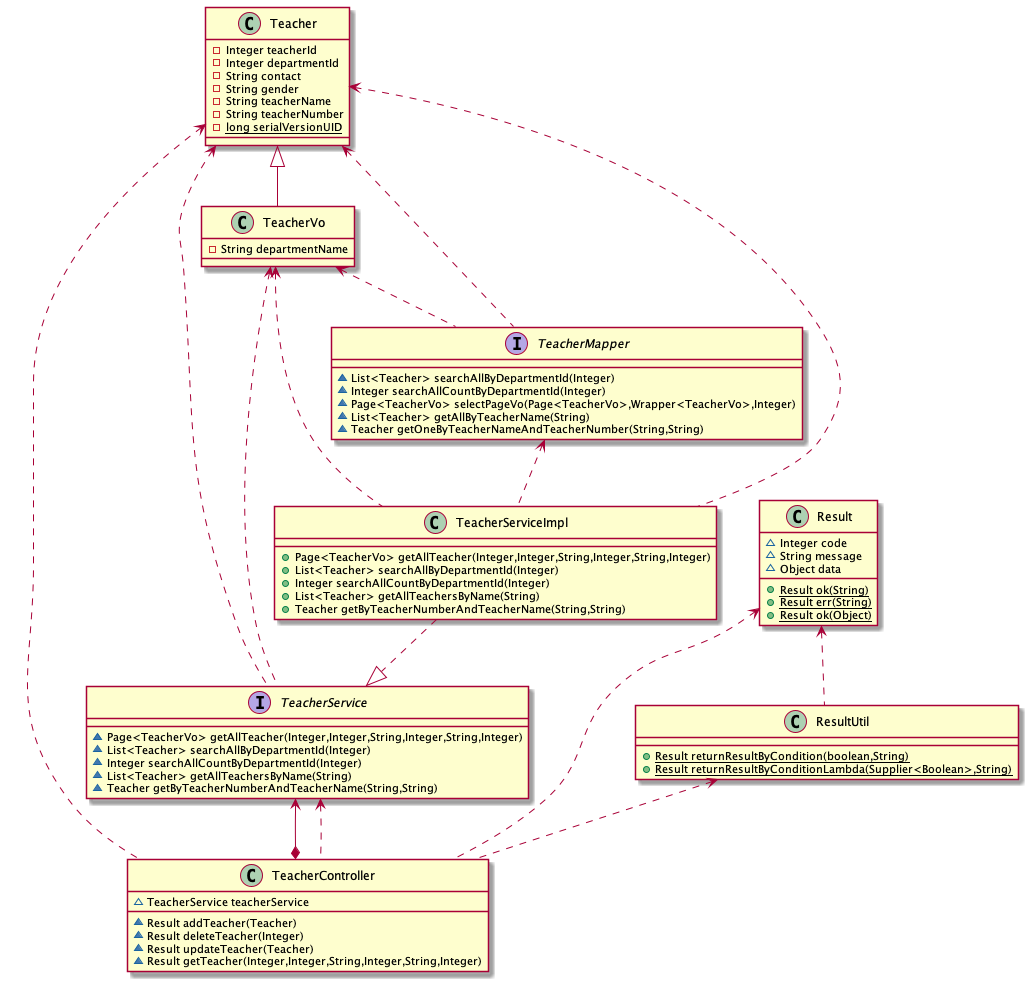 C Teacher
Integer teacherId
Integer departmentId
String contact
String gender
String teacherName
String teacherNumber
long serialVersionUID
C TeacherVo
String departmentName
I TeacherMapper
List<Teacher> searchAllByDepartmentId(Integer)
Integer searchAllCountByDepartmentId(Integer)
Page<TeacherVo> selectPageVo(Page<TeacherVo>,Wrapper<TeacherVo>,Integer)
List<Teacher> getAllByTeacherName(String)
Teacher getOneByTeacherNameAndTeacherNumber(String,String)
C TeacherServiceImpl
Page<TeacherVo> getAllTeacher(Integer,Integer,String,Integer,String,Integer)
List<Teacher> searchAllByDepartmentId(Integer)
Integer searchAllCountByDepartmentId(Integer)
List<Teacher> getAllTeachersByName(String)
Teacher getByTeacherNumberAndTeacherName(String,String)
C Result
Integer code
String message
Object data
Result ok(String)
Result err(String)
Result ok(Object)
I TeacherService
Page<TeacherVo> getAllTeacher(Integer,Integer,String,Integer,String,Integer)
List<Teacher> searchAllByDepartmentId(Integer)
Integer searchAllCountByDepartmentId(Integer)
List<Teacher> getAllTeachersByName(String)
Teacher getByTeacherNumberAndTeacherName(String,String)
C ResultUtil
Result returnResultByCondition(boolean,String)
Result returnResultByConditionLambda(Supplier<Boolean>,String)
C TeacherController
TeacherService teacherService
Result addTeacher(Teacher)
Result deleteTeacher(Integer)
Result updateTeacher(Teacher)
Result getTeacher(Integer,Integer,String,Integer,String,Integer)